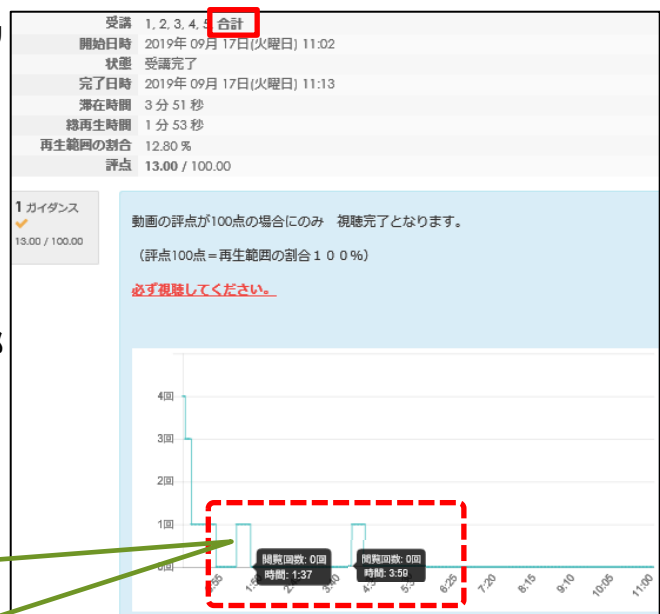 受講 1, 2, 3, 4, 5 合計
開始日時 2019年 09月 17日(火曜日) 11:02
状態 受講完了
完了日時 2019年 09月 17日(火曜日) 11:13
滞在時間 3 分 51 秒
総再生時間 1 分 53 秒
再生範囲の割合 12.80 %
評点 13.00 / 100.00
1 ガイダンス
13.00 / 100.00
動画の評点が100点の場合にのみ 視聴完了となります。
(評点100点=再生範囲の割合100%)
必ず視聴してください。
4回
3回
2回
1回
閲覧回数: 0回
時間: 1:37
閲覧回数: 0回
時間: 3:59
6:25
7:20
8:15
9:10
10:05
11:00